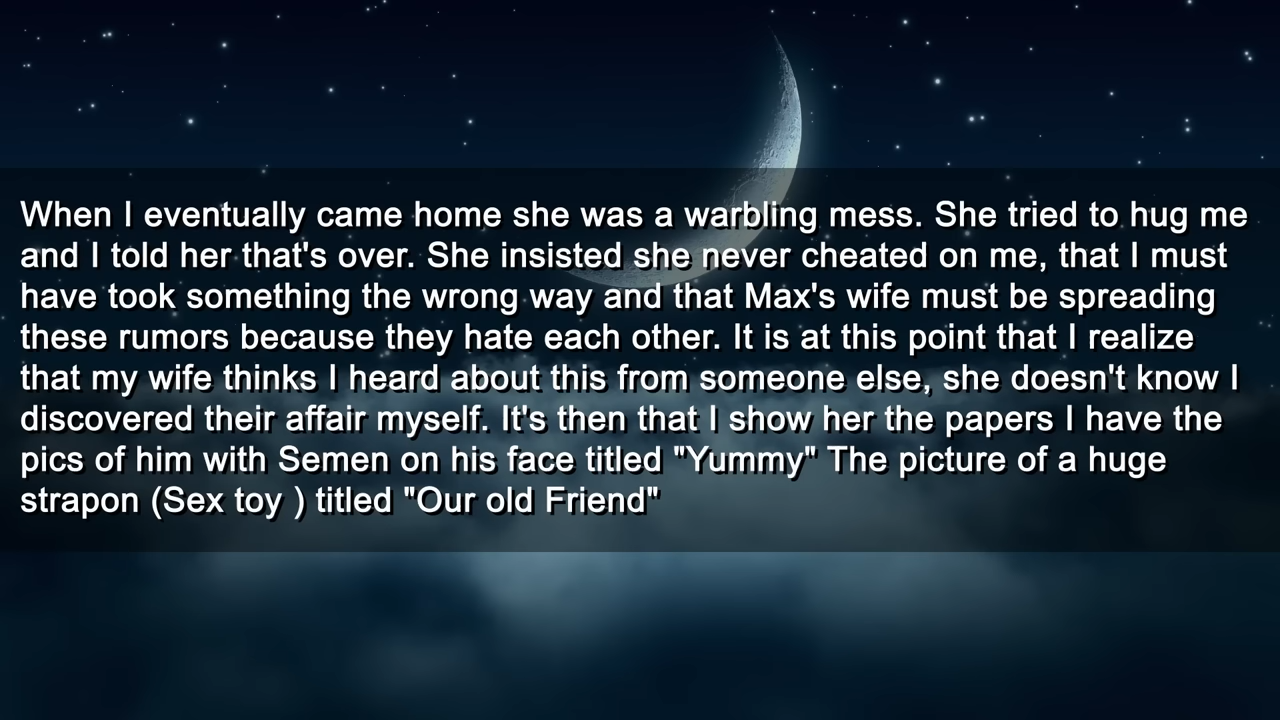 When I eventually came home she was a warbling mess. She tried to hug me
and I told her that's over. She insisted she never cheated on me, that I must
have took something the wrong way and that Max's wife must be spreading
these rumors because they hate each other. It is at this point that I realize
that my wife thinks I heard about this from someone else, she doesn't know I
discovered their affair myself. It's then that I show her the papers I have the
pics of him with Semen on his face titled "Yummy" The picture of a huge
strapon (Sex toy ) titled "Our old Friend"